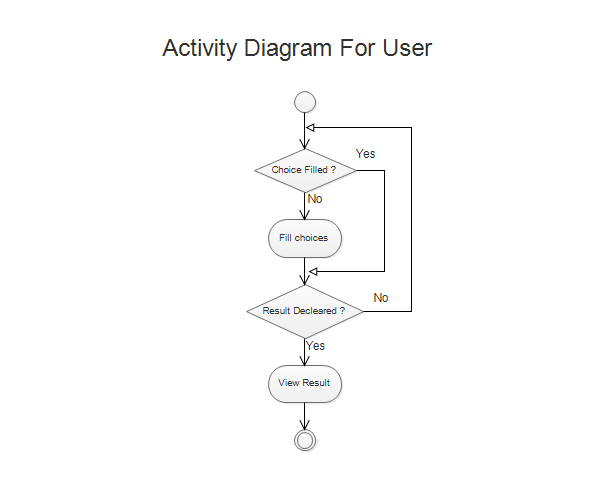 Activity Diagram For User
Yes
Choice Filled ?
No
Fill choices
No
Result Decleared ?
Yes
View Result